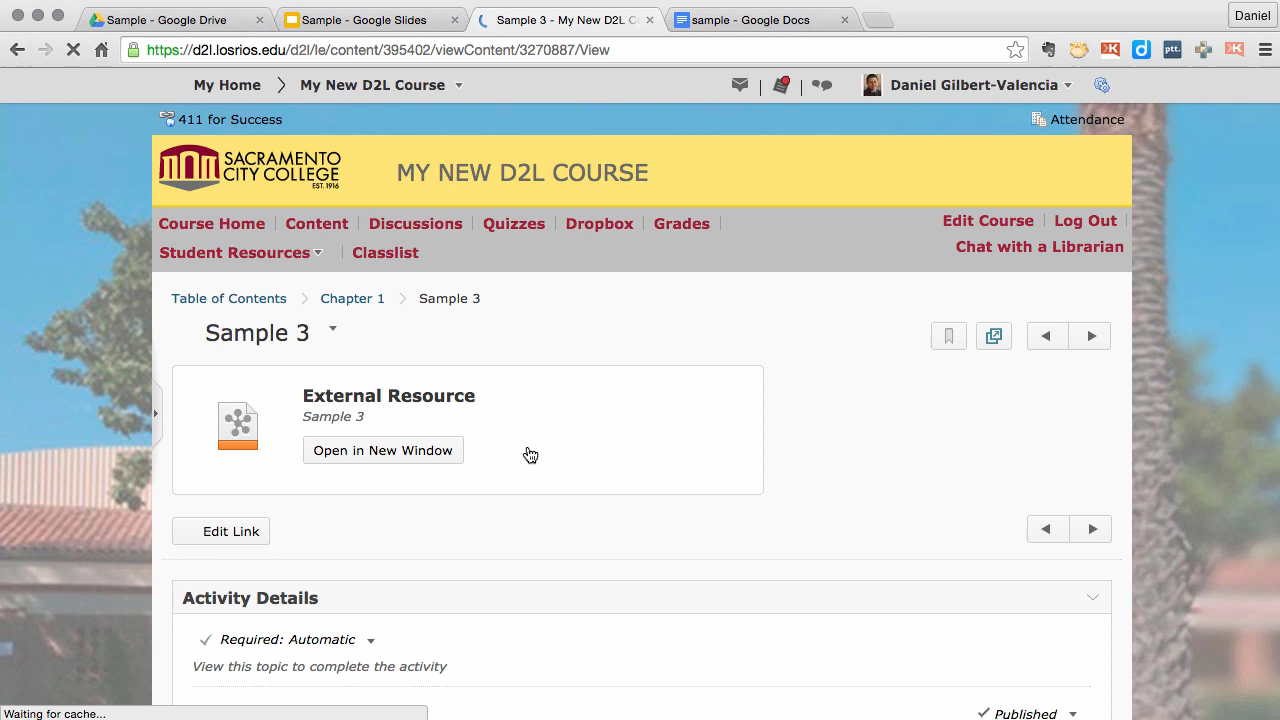 Sample - Google Drive
Sample - Google Slides
Sample 3 - My New D2L C
sample - Google Docs
Daniel
https://d2l.losrios.edu/d2l/le/content/395402/viewContent/3270887/View
ptt.
My Home
My New D2L Course
Daniel Gilbert-Valencia
411 for Success
Attendance
SACRAMENTO
CITY COLLEGE
EST. 1916
MY NEW D2L COURSE
Course Home
Content
Discussions
Quizzes
Dropbox
Grades
Edit Course
Log Out
Student Resources
Classlist
Chat with a Librarian
Table of Contents
Chapter 1
Sample 3
Sample 3
External Resource
Sample 3
Open in New Window
Edit Link
Activity Details
Required: Automatic
View this topic to complete the activity
Published
Waiting for cache...